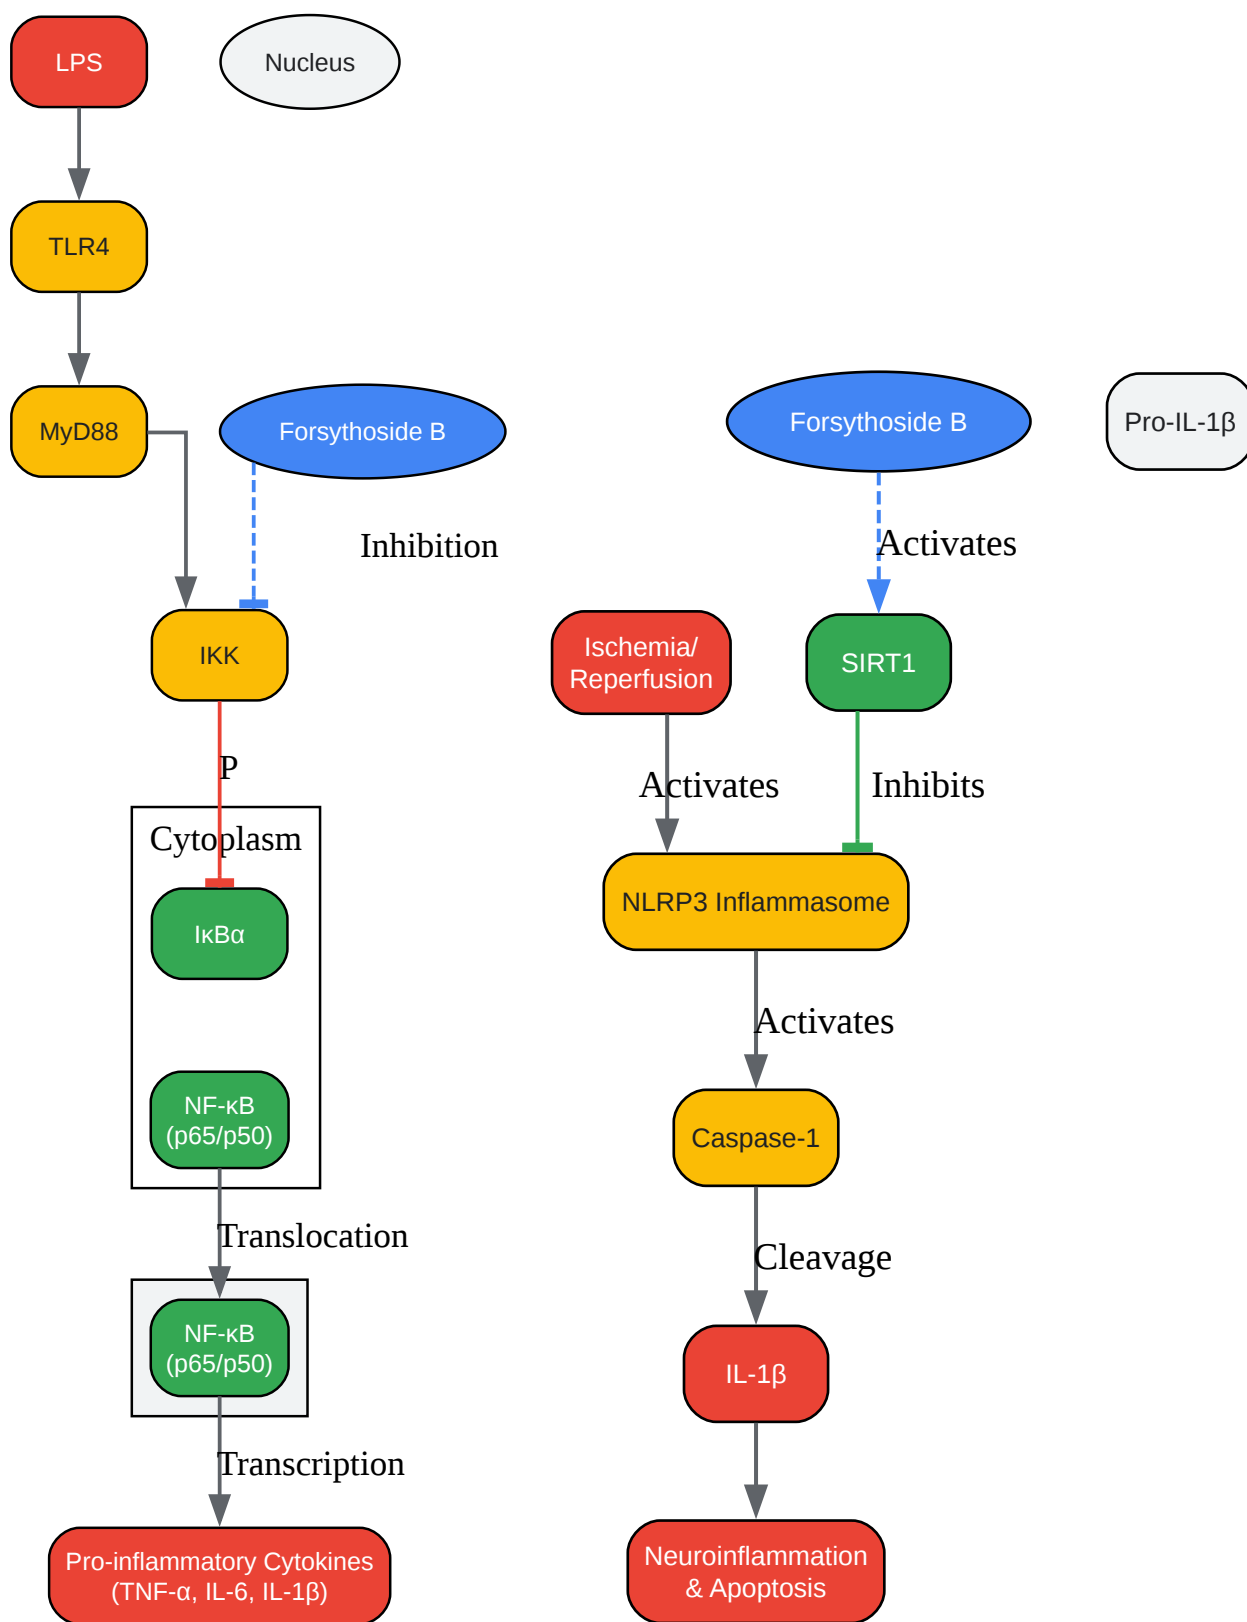 LPS
Nucleus
TLR4
MyD88
Forsythoside B
Inhibition
IKK
P
Cytoplasm
IκBα
NF-κB
(p65/p50)
Translocation
NF-κB
(p65/p50)
Transcription
Pro-inflammatory Cytokines
(TNF-α, IL-6, IL-1β)
Forsythoside B
Pro-IL-1β
Activates
Ischemia/
Reperfusion
SIRT1
Activates
Inhibits
NLRP3 Inflammasome
Activates
Caspase-1
Cleavage
IL-1β
Neuroinflammation
& Apoptosis